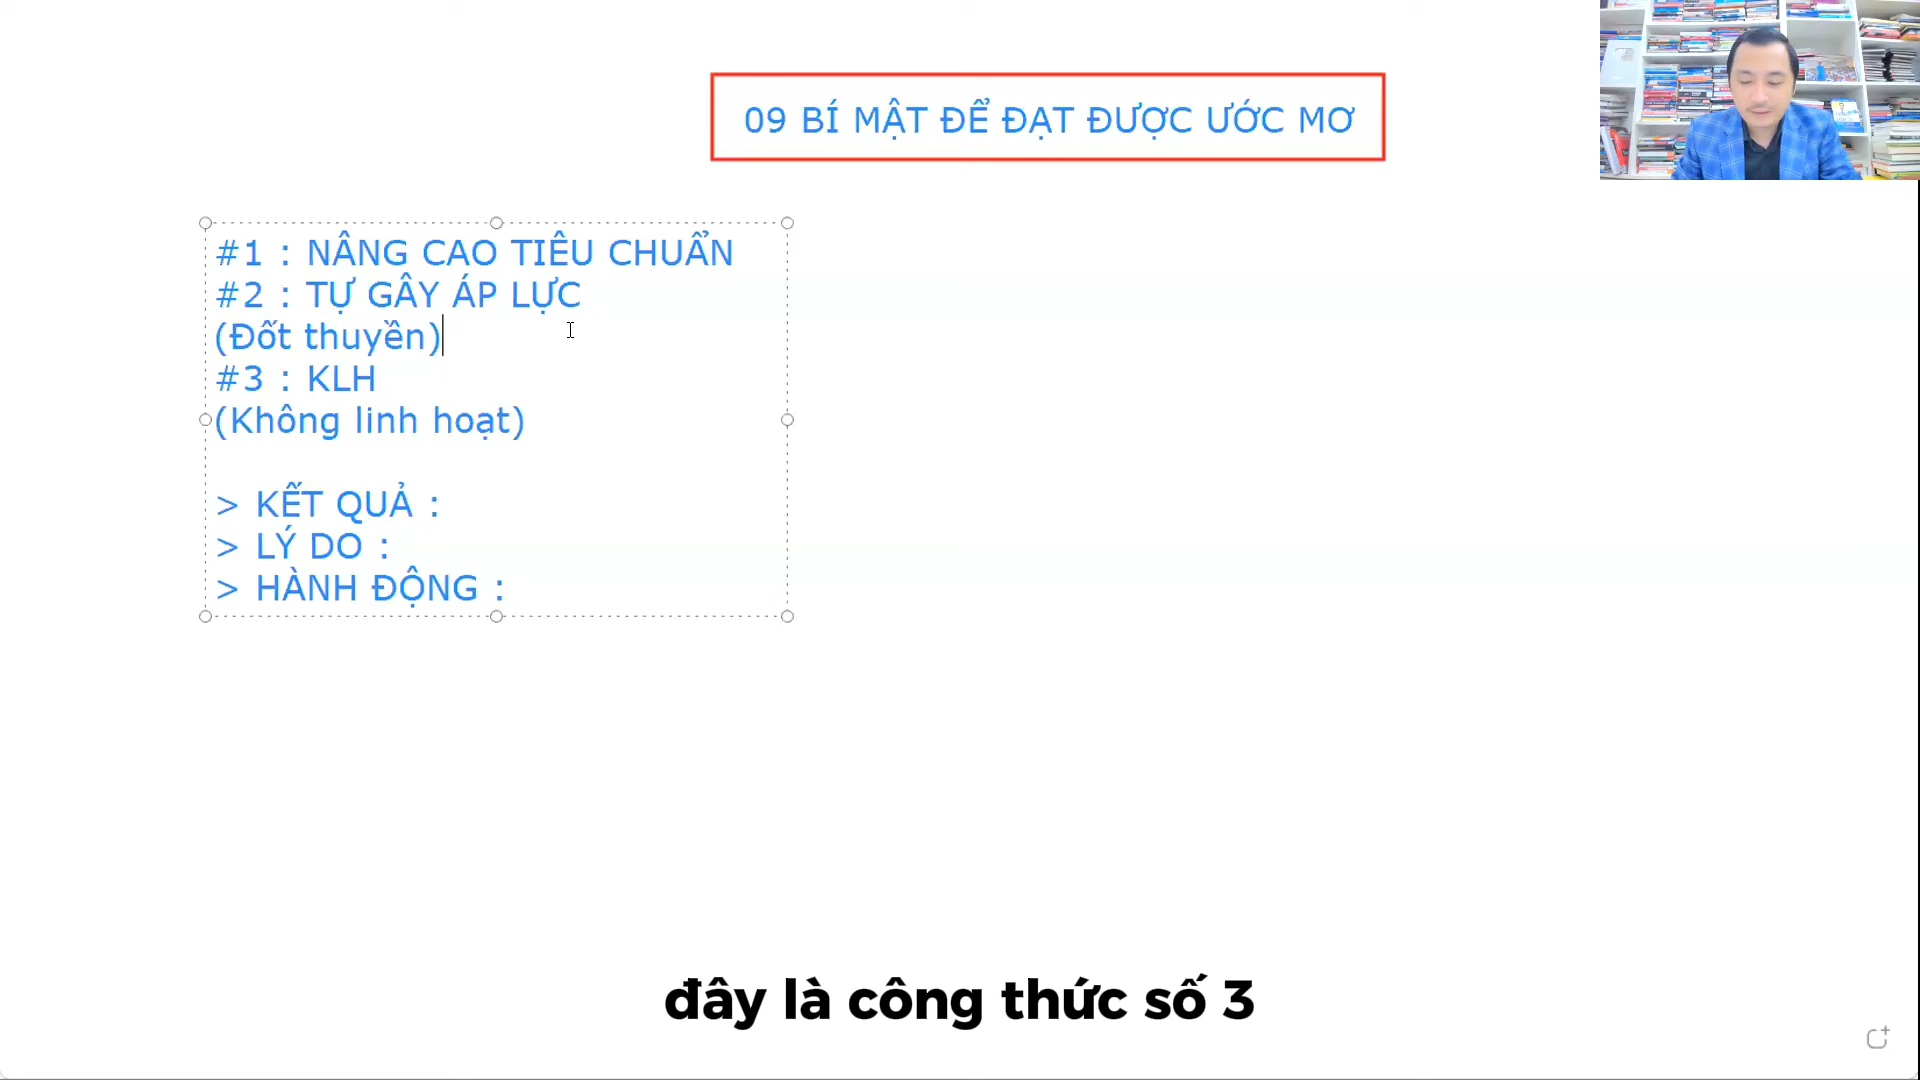 09 BÍ MẬT ĐỂ ĐẠT ĐƯỢC ƯỚC MƠ
#1 : NÂNG CAO TIÊU CHUẨN
#2 : TỰ GÂY ÁP LỰC
(Đốt thuyền)
#3 : KLH
(Không linh hoạt)
> KẾT QUẢ :
> LÝ DO :
> HÀNH ĐỘNG :
đây là công thức số 3